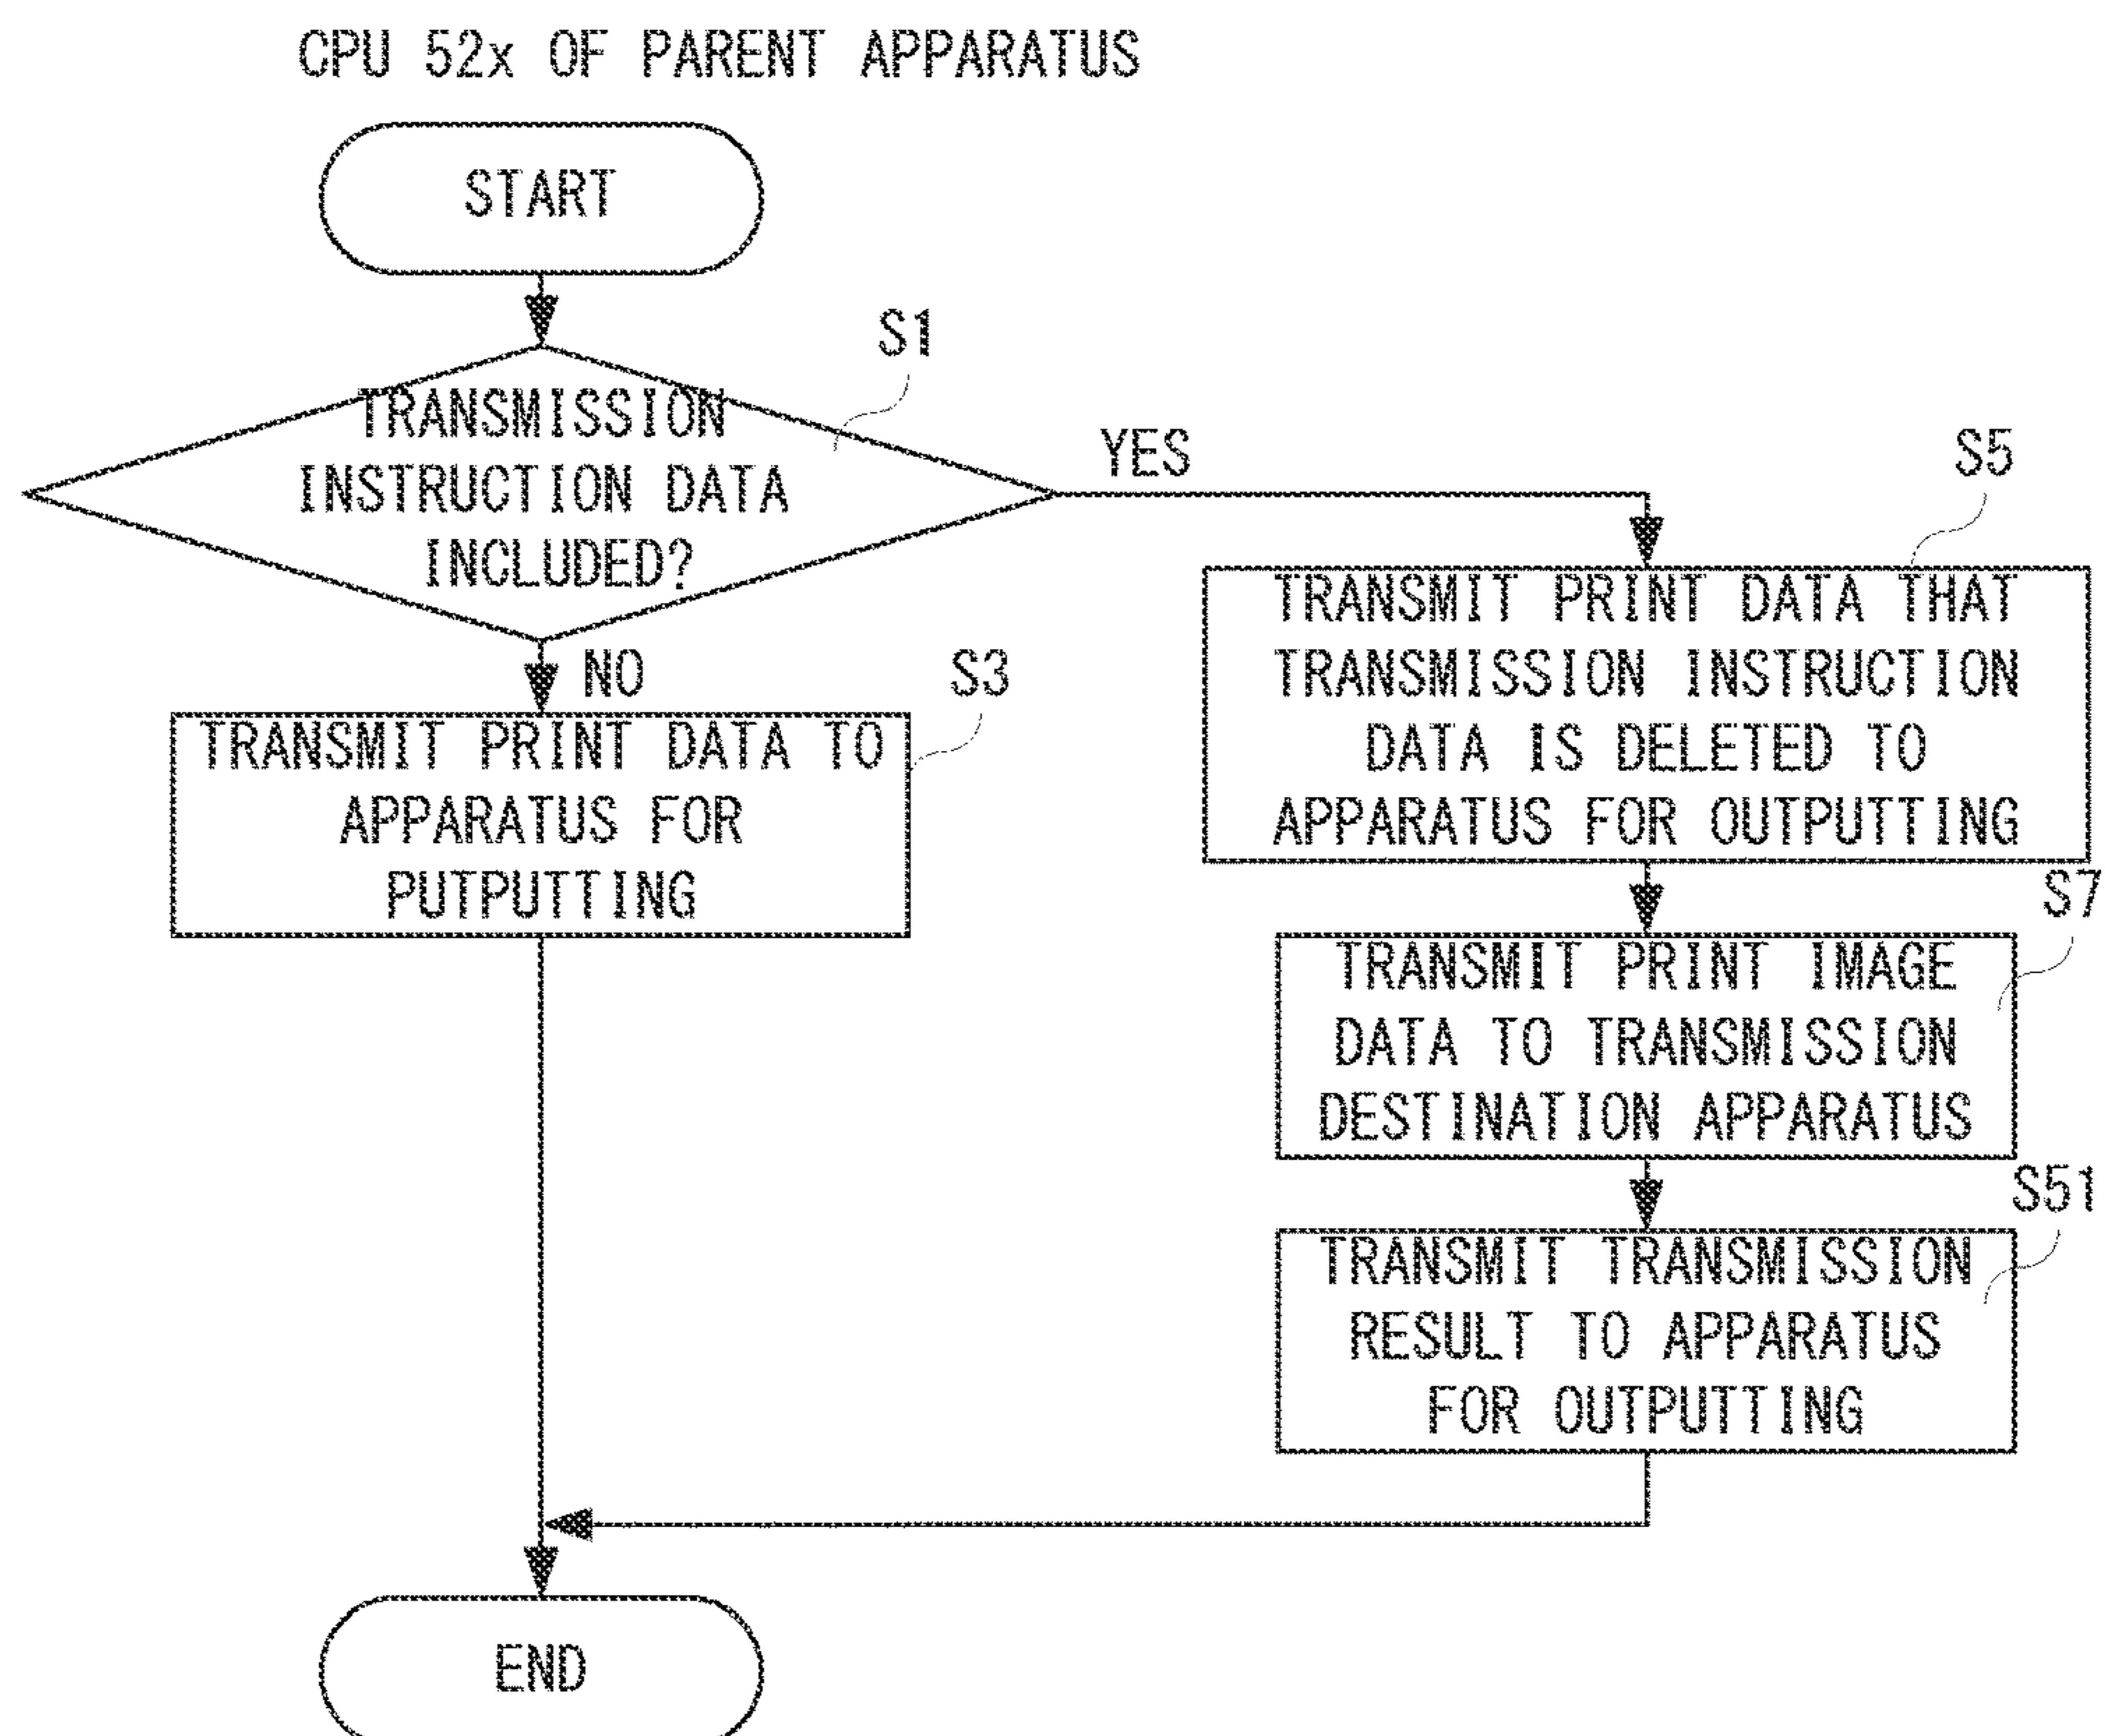 CPU 52x OF PARENT APPARATUS
START
S1
TRANSMISSION
INSTRUCTION DATA
INCLUDED?
YES
NO
S3
TRANSMIT PRINT DATA TO
APPARATUS FOR
PUTPUTTING
S5
TRANSMIT PRINT DATA THAT
TRANSMISSION INSTRUCTION
DATA IS DELETED TO
APPARATUS FOR OUTPUTTING
S7
TRANSMIT PRINT IMAGE
DATA TO TRANSMISSION
DESTINATION APPARATUS
S51
TRANSMIT TRANSMISSION
RESULT TO APPARATUS
FOR OUTPUTTING
END